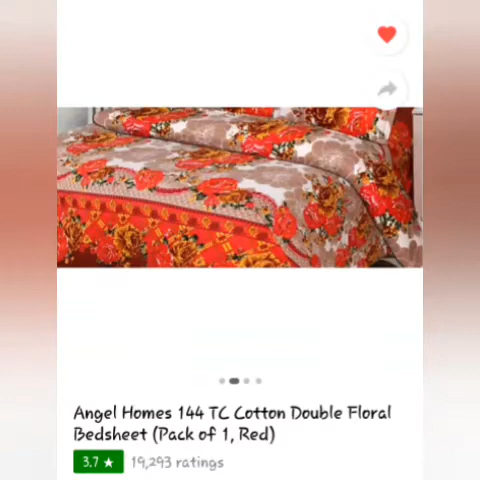 Angel Homes 144 TC Cotton Double Floral
Bedsheet (Pack of 1, Red)
3.7 ★ 19,293 ratings